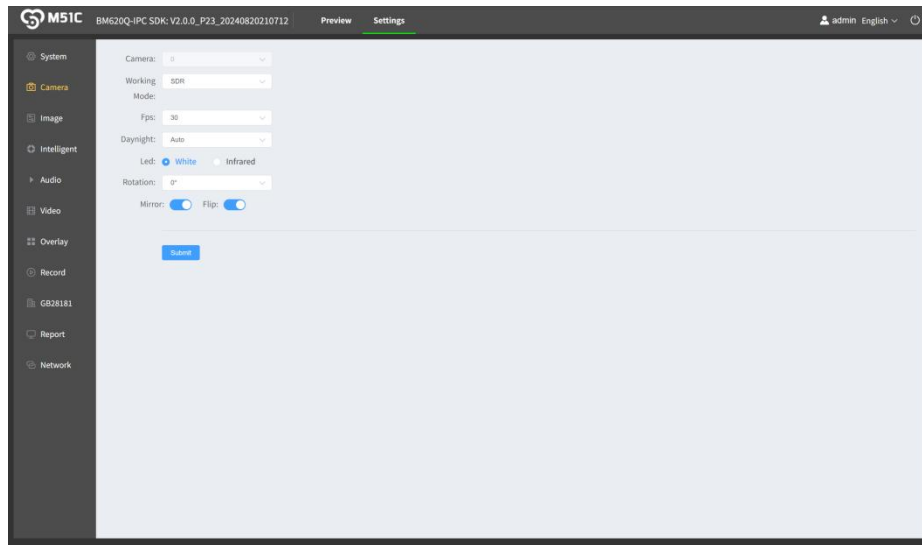 M51C BM620Q-IPC SDK: V2.0.0_P23_20240820210712 Preview Settings admin English
System
Camera
Image
Intelligent
Audio
Video
Overlay
Record
GB28181
Report
Network
Camera: 0
Working Mode: SDR
Fps: 30
Daynight: Auto
Led: White Infrared
Rotation: 0°
Mirror: Flip:
Submit